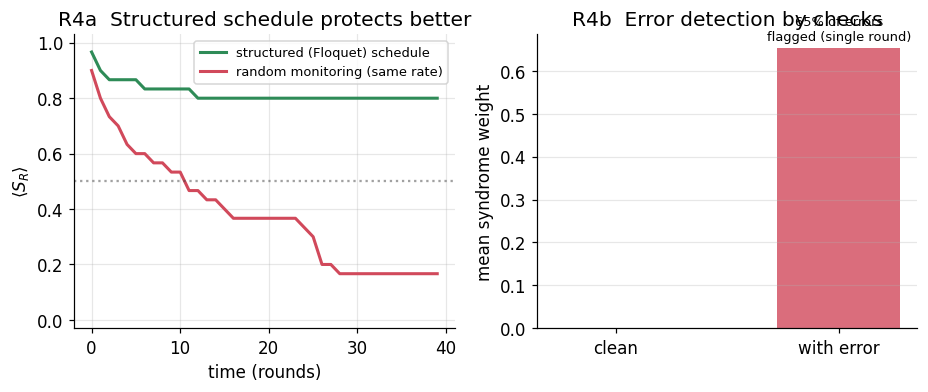 R4a  Structured schedule protects better
structured (Floquet) schedule
random monitoring (same rate)
1.0
0.8
0.6
0.4
0.2
0.0
⟨S_R⟩
0
10
20
30
40
time (rounds)
R4b  Error detection by checks
65% of errors
flagged (single round)
0.6
0.5
0.4
0.3
0.2
0.1
0.0
mean syndrome weight
clean
with error